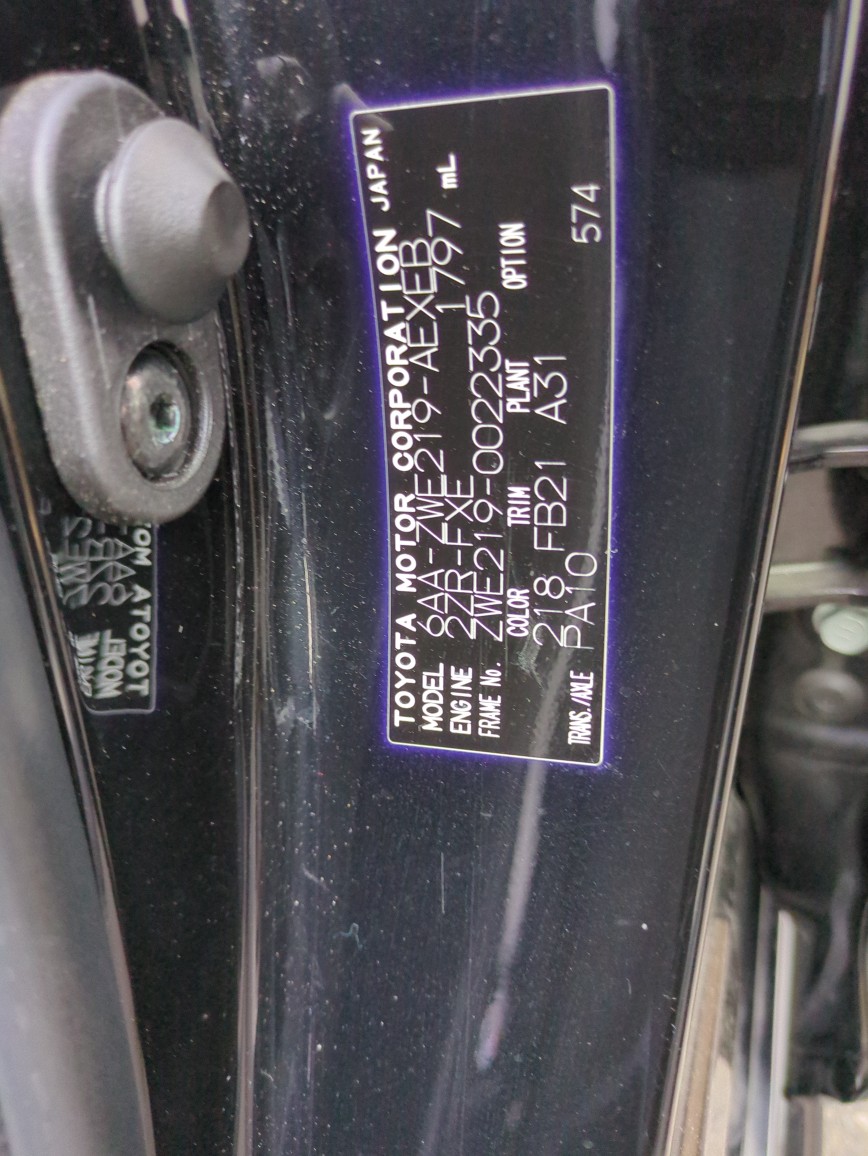 TOYOTA MOTOR CORPORATION JAPAN
MODEL 6AA-ZWE219-AEXEB
ENGINE 2ZR-FXE 1797 mL
FRAME No. ZWE219-0022335
COLOR TRIM PLANT OPTION
218 FB21 A31
TRANS./AXLE PA10 574
MODEL